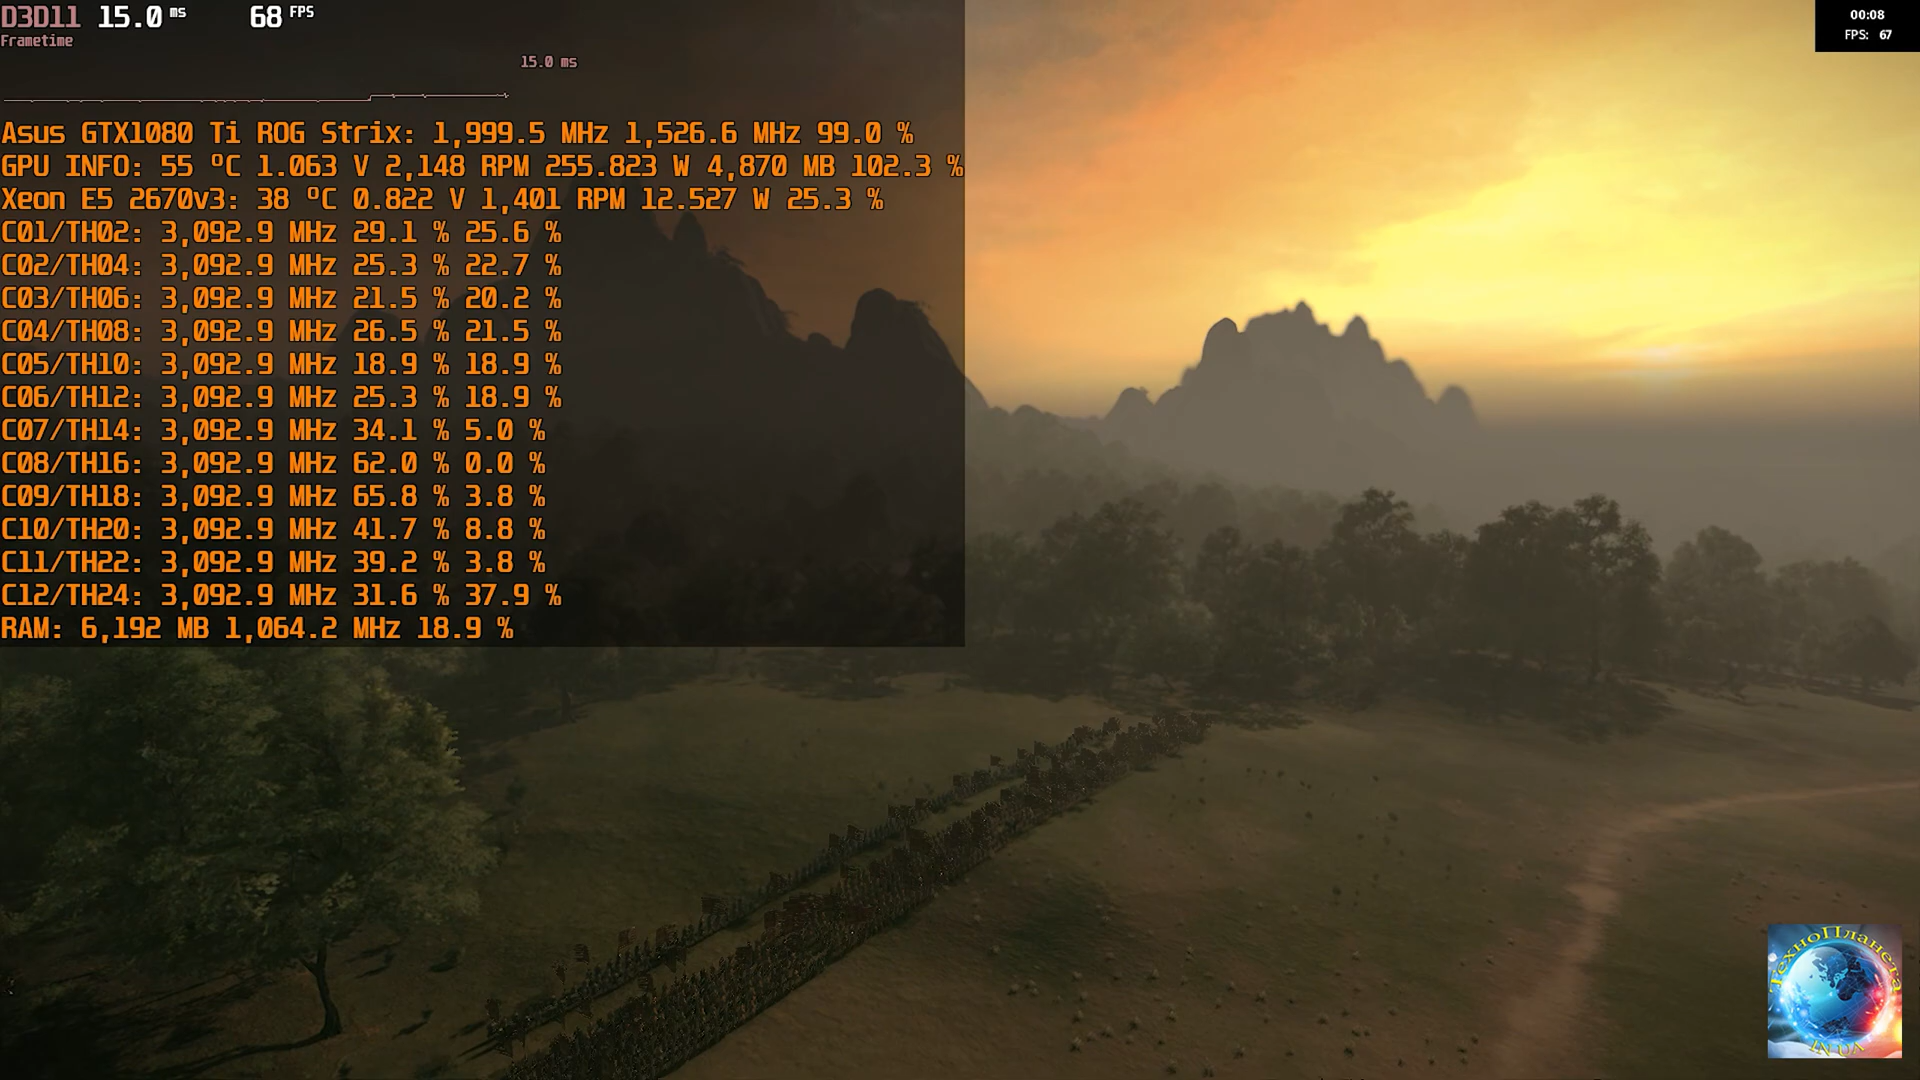 D3D11 15.0 ms 68 FPS
Frametime
15.0 ms
Asus GTX1080 Ti ROG Strix: 1,999.5 MHz 1,526.6 MHz 99.0 %
GPU INFO: 55 ºC 1.063 V 2,148 RPM 255.823 W 4,870 MB 102.3 %
Xeon E5 2670v3: 38 ºC 0.822 V 1,401 RPM 12.527 W 25.3 %
C01/TH02: 3,092.9 MHz 29.1 % 25.6 %
C02/TH04: 3,092.9 MHz 25.3 % 22.7 %
C03/TH06: 3,092.9 MHz 21.5 % 20.2 %
C04/TH08: 3,092.9 MHz 26.5 % 21.5 %
C05/TH10: 3,092.9 MHz 18.9 % 18.9 %
C06/TH12: 3,092.9 MHz 25.3 % 18.9 %
C07/TH14: 3,092.9 MHz 34.1 % 5.0 %
C08/TH16: 3,092.9 MHz 62.0 % 0.0 %
C09/TH18: 3,092.9 MHz 65.8 % 3.8 %
C10/TH20: 3,092.9 MHz 41.7 % 8.8 %
C11/TH22: 3,092.9 MHz 39.2 % 3.8 %
C12/TH24: 3,092.9 MHz 31.6 % 37.9 %
RAM: 6,192 MB 1,064.2 MHz 18.9 %
00:08
FPS: 67
ТехноПланета
IN UA